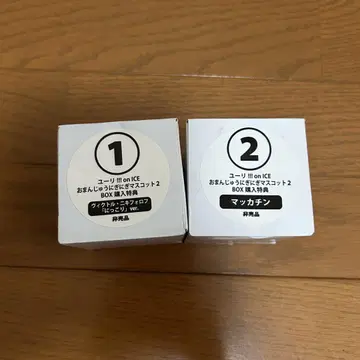 1
ユーリ!!! on ICE
おまんじゅうにぎにぎマスコット2
BOX 購入特典
ヴィクトル・ニキフォロフ
「にっこり」ver.
非売品
2
ユーリ!!! on ICE
おまんじゅうにぎにぎマスコット2
BOX 購入特典
マッカチン
非売品